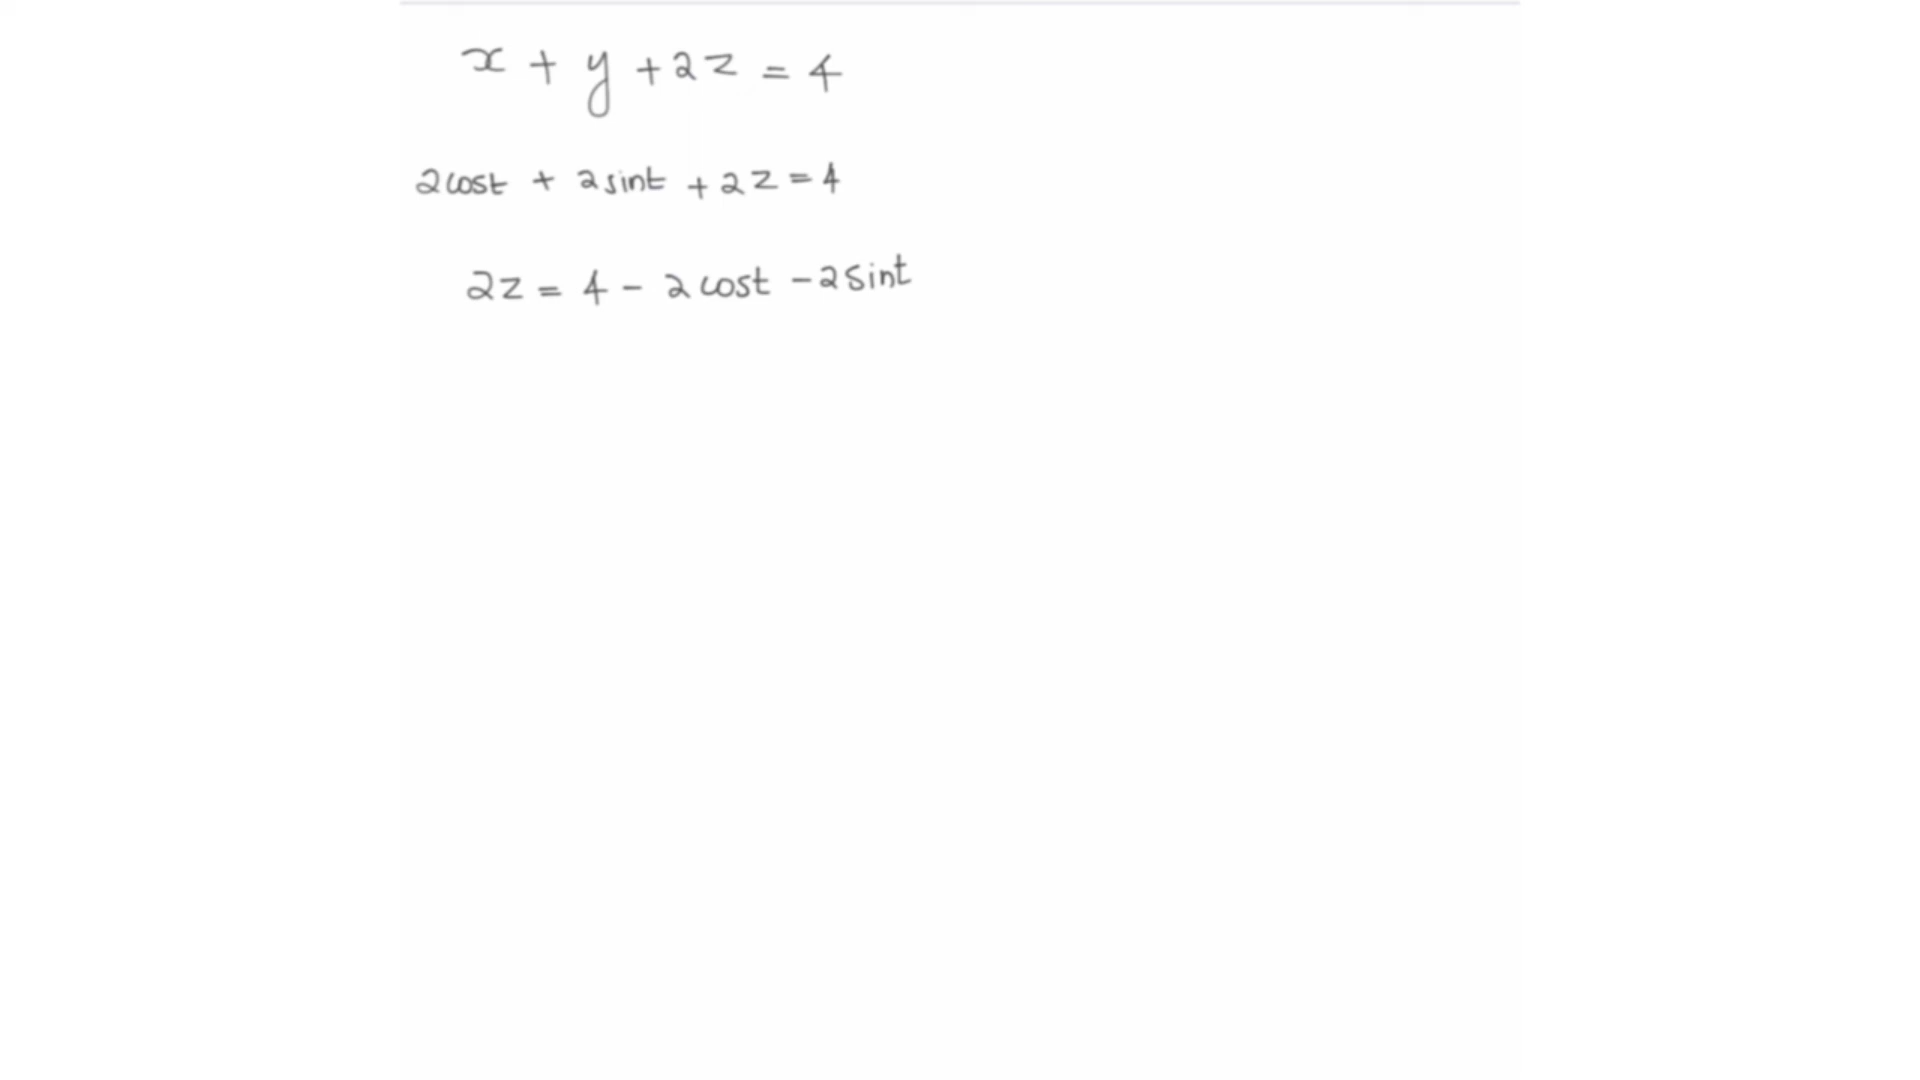 x + y + 2z = 4
2cost + 2sint + 2z = 4
2z = 4 - 2cost - 2sint